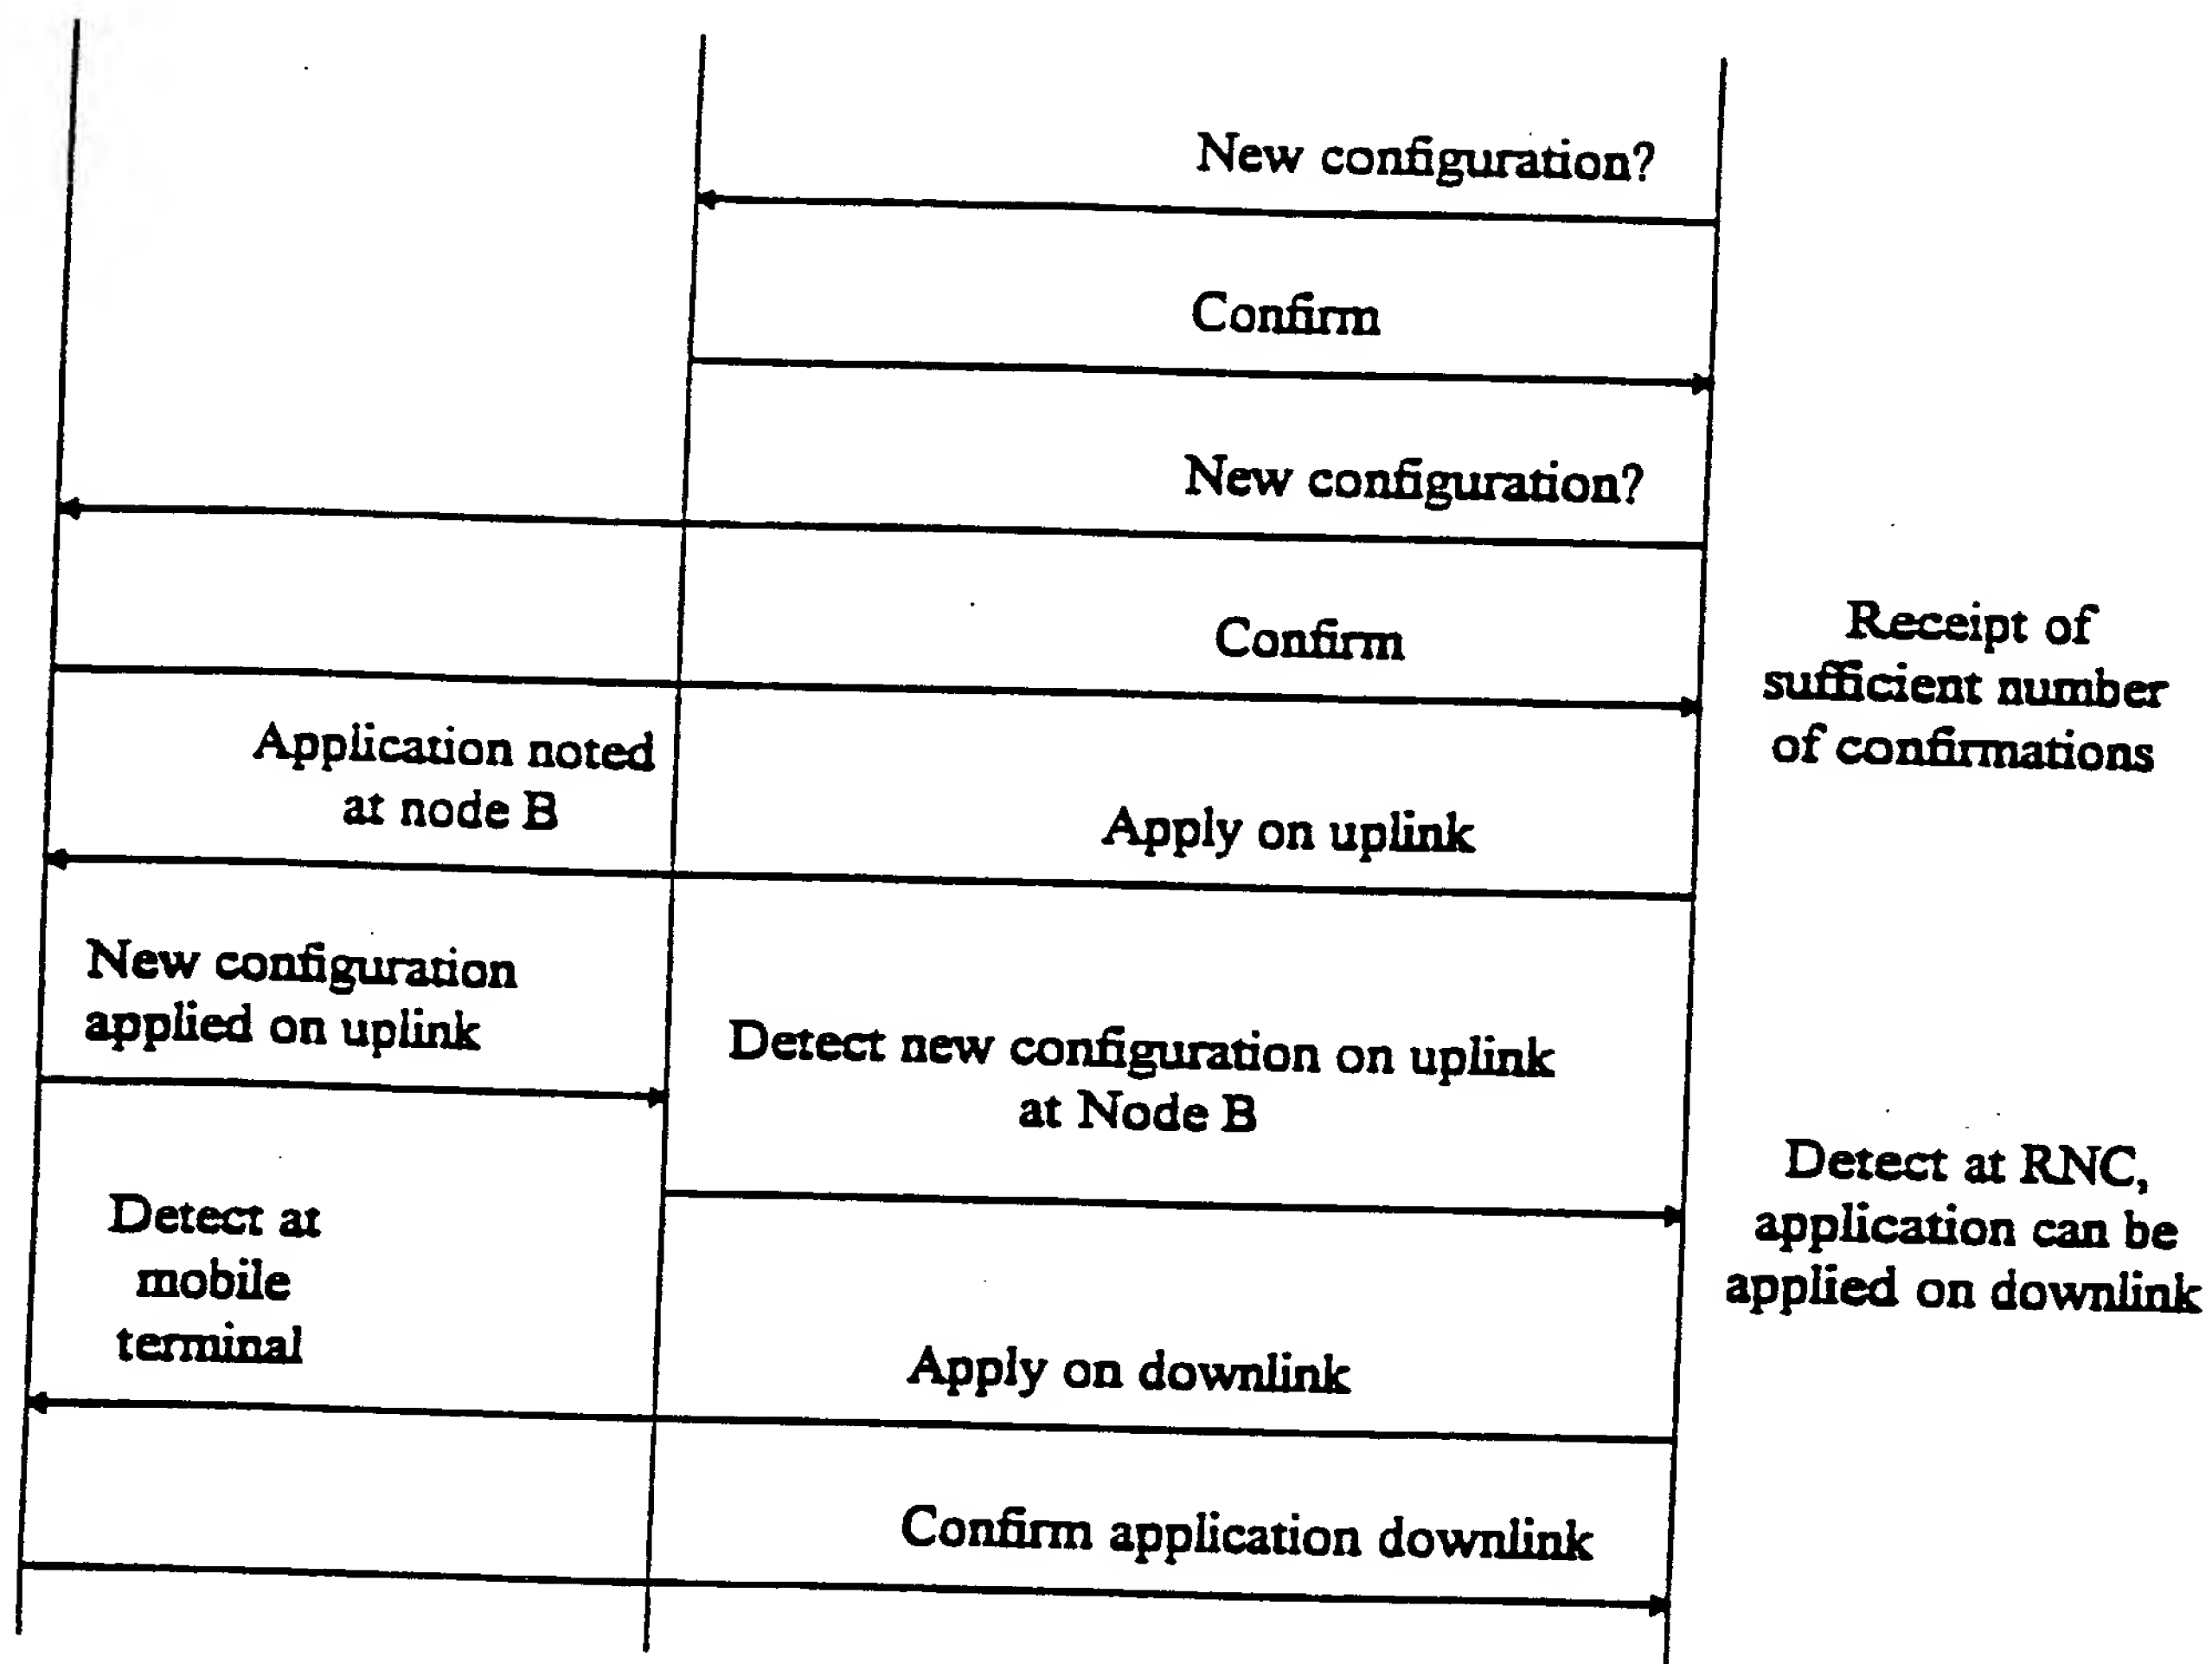 New configuration?
Confirm
New configuration?
Confirm
Receipt of
sufficient number
of confirmations
Application noted
at node B
Apply on uplink
New configuration
applied on uplink
Detect new configuration on uplink
at Node B
Detect at RNC,
application can be
applied on downlink
Detect at
mobile
terminal
Apply on downlink
Confirm application downlink